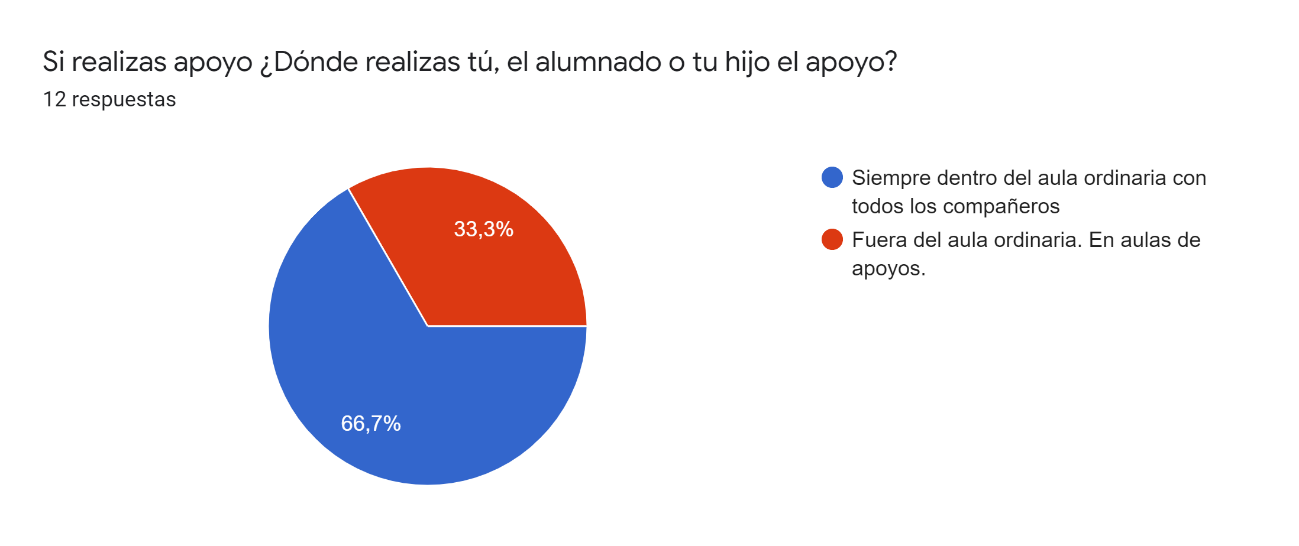 Si realizas apoyo ¿Dónde realizas tú, el alumnado o tu hijo el apoyo?
12 respuestas
Siempre dentro del aula ordinaria con
todos los compañeros
Fuera del aula ordinaria. En aulas de
apoyos.
33,3%
66,7%